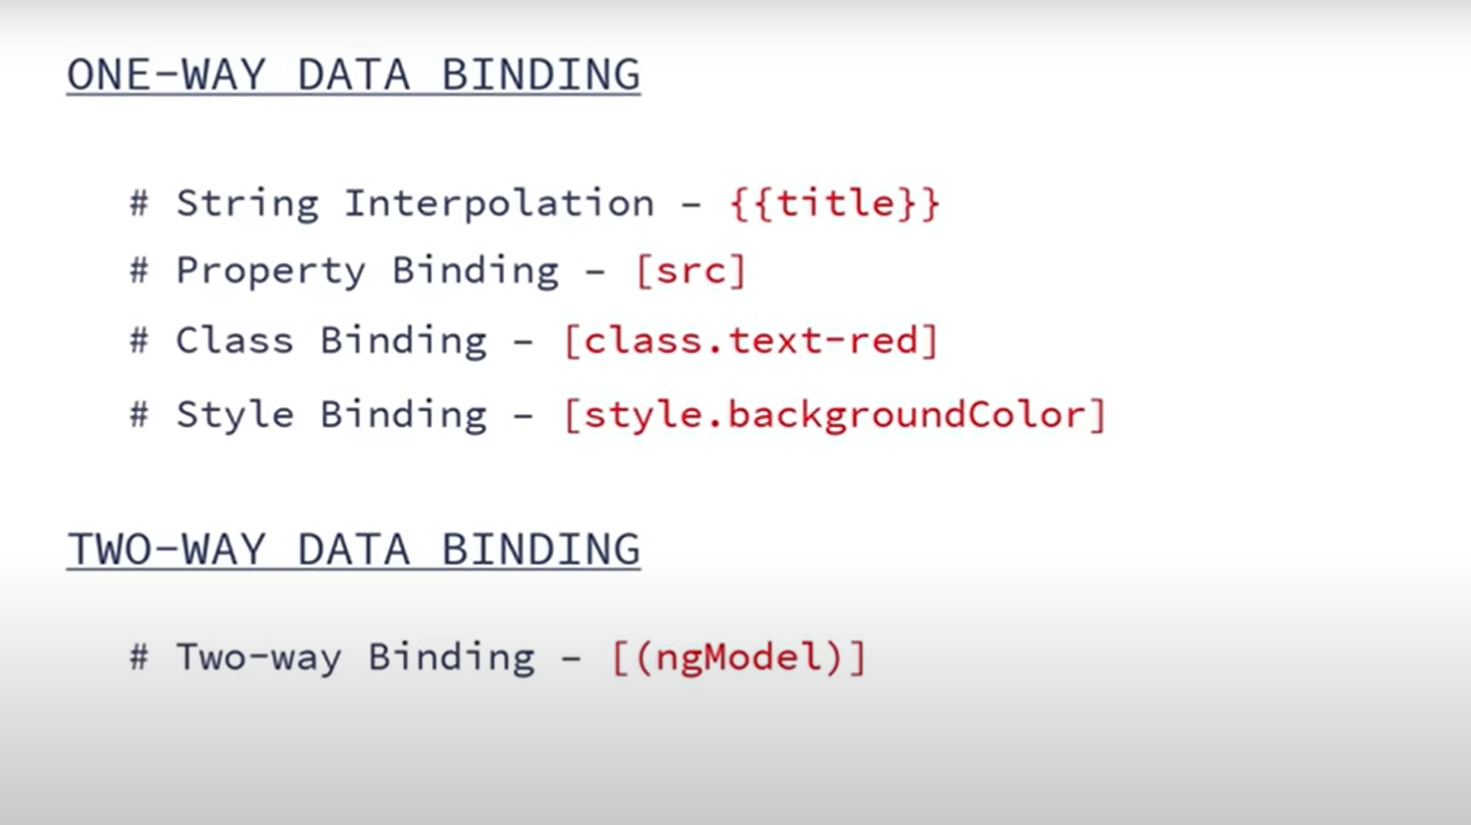 ONE-WAY DATA BINDING
# String Interpolation – {{title}}
# Property Binding – [src]
# Class Binding – [class.text-red]
# Style Binding – [style.backgroundColor]
TWO-WAY DATA BINDING
# Two-way Binding – [(ngModel)]